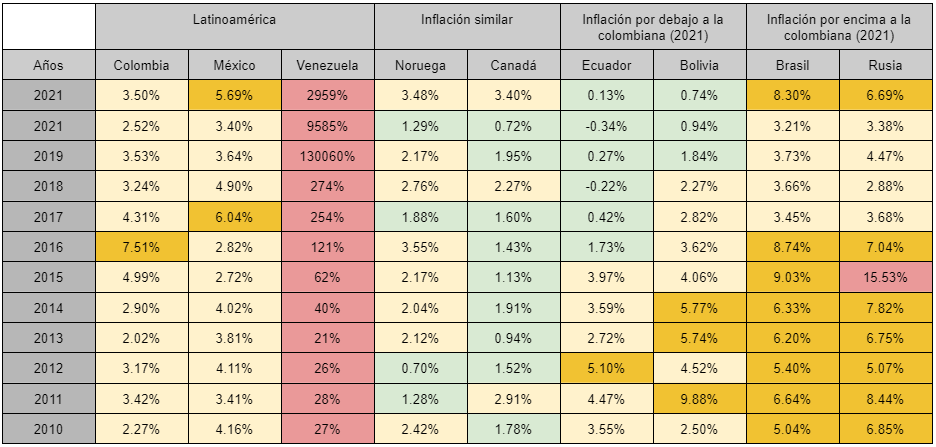 Latinoamérica Inflación similar Inflación por debajo a la colombiana (2021) Inflación por encima a la colombiana (2021)
Años Colombia México Venezuela Noruega Canadá Ecuador Bolivia Brasil Rusia
2021 3.50% 5.69% 2959% 3.48% 3.40% 0.13% 0.74% 8.30% 6.69%
2021 2.52% 3.40% 9585% 1.29% 0.72% -0.34% 0.94% 3.21% 3.38%
2019 3.53% 3.64% 130060% 2.17% 1.95% 0.27% 1.84% 3.73% 4.47%
2018 3.24% 4.90% 274% 2.76% 2.27% -0.22% 2.27% 3.66% 2.88%
2017 4.31% 6.04% 254% 1.88% 1.60% 0.42% 2.82% 3.45% 3.68%
2016 7.51% 2.82% 121% 3.55% 1.43% 1.73% 3.62% 8.74% 7.04%
2015 4.99% 2.72% 62% 2.17% 1.13% 3.97% 4.06% 9.03% 15.53%
2014 2.90% 4.02% 40% 2.04% 1.91% 3.59% 5.77% 6.33% 7.82%
2013 2.02% 3.81% 21% 2.12% 0.94% 2.72% 5.74% 6.20% 6.75%
2012 3.17% 4.11% 26% 0.70% 1.52% 5.10% 4.52% 5.40% 5.07%
2011 3.42% 3.41% 28% 1.28% 2.91% 4.47% 9.88% 6.64% 8.44%
2010 2.27% 4.16% 27% 2.42% 1.78% 3.55% 2.50% 5.04% 6.85%